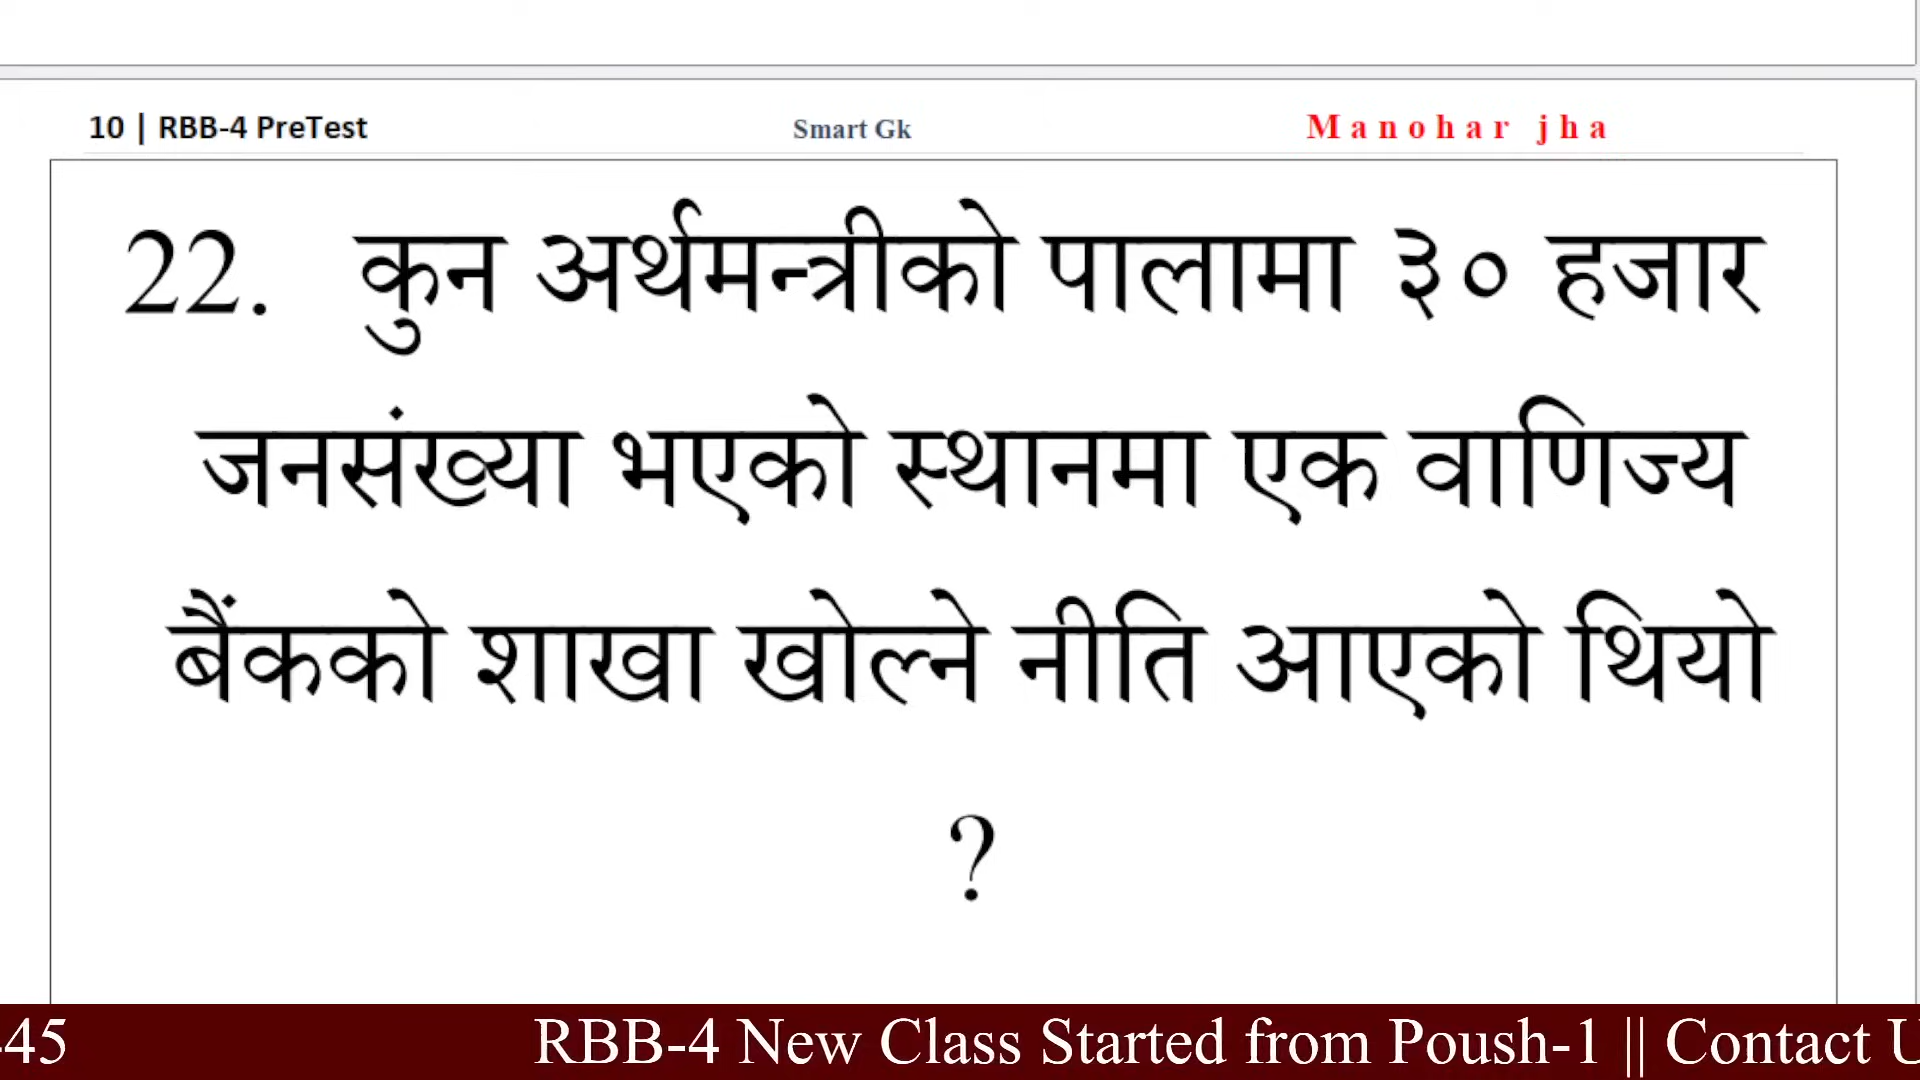 10 | RBB-4 PreTest Smart Gk Manohar jha
22. कुन अर्थमन्त्रीको पालामा ३० हजार
जनसंख्या भएको स्थानमा एक वाणिज्य
बैंकको शाखा खोल्ने नीति आएको थियो
?
-45 RBB-4 New Class Started from Poush-1 || Contact U